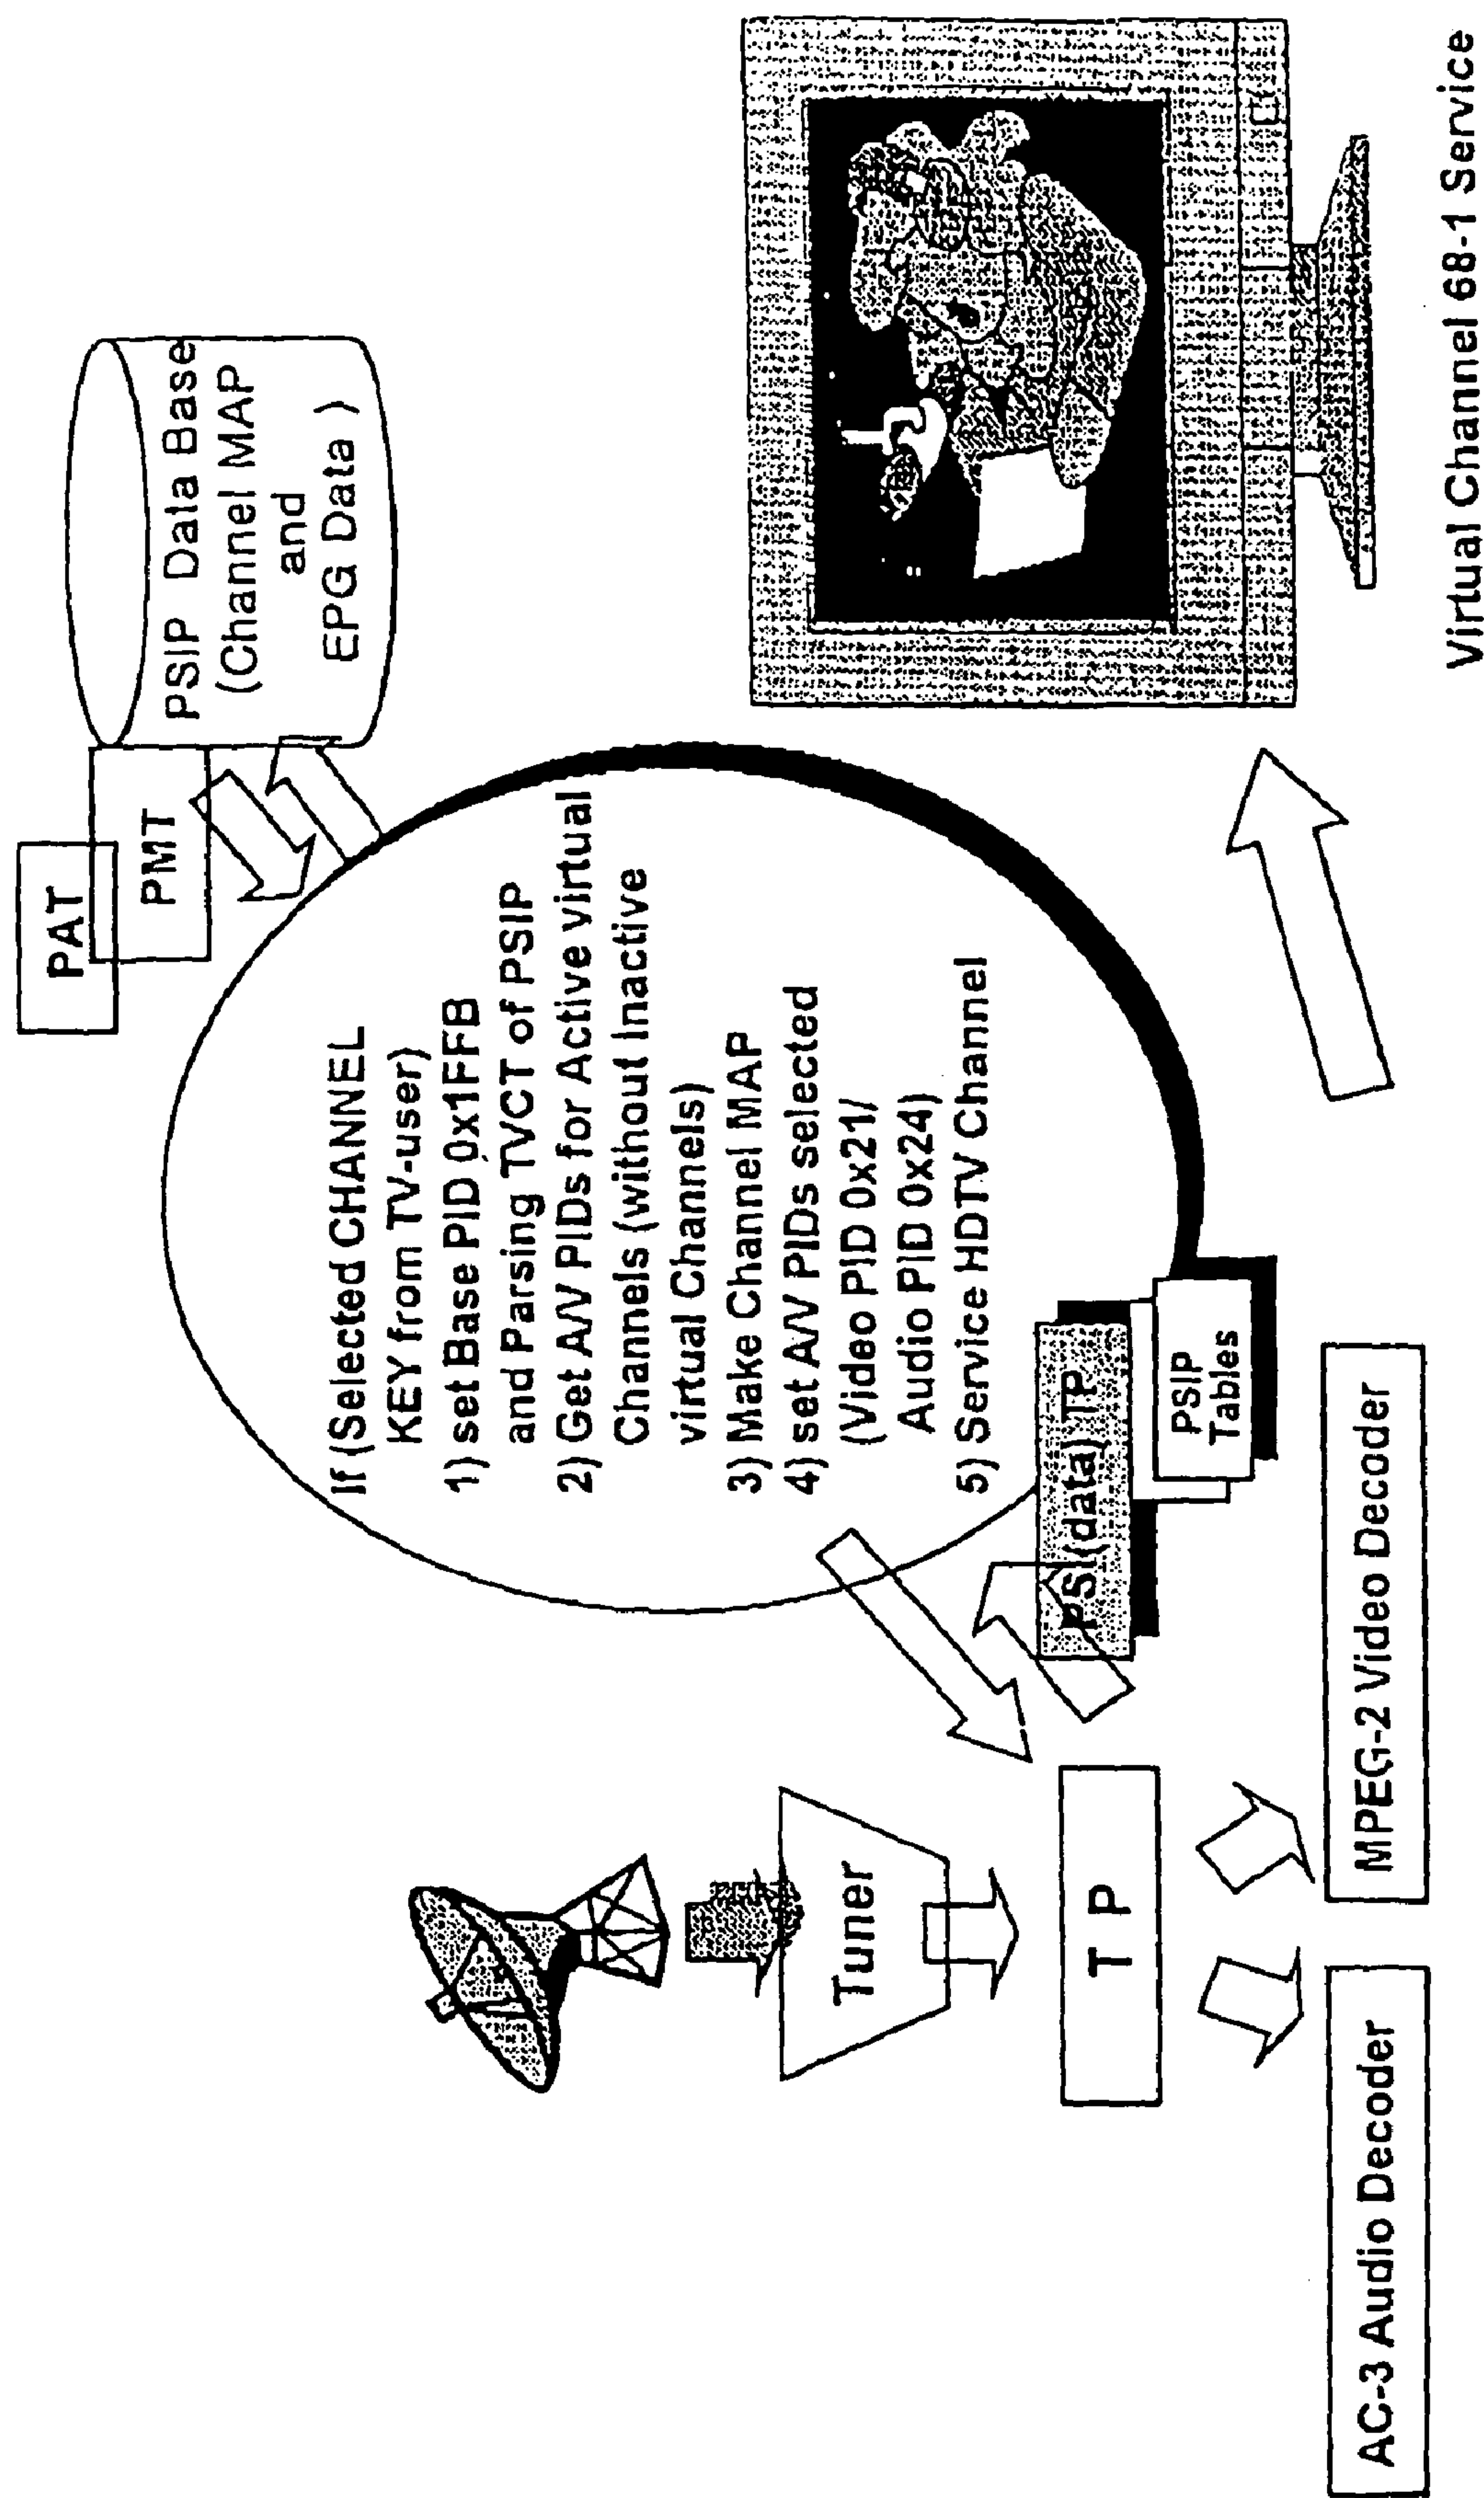 PAT
PMT
PSIP Data Base
(Channel MAP
and
EPG Data )
If (Selected CHANNEL
KEY from TV-user)
1) set Base PID 0x1FFB
and Parsing TVCT of PSIP
2) Get A/V PIDs for Active virtual
Channels (without Inactive
virtual Channels)
3) Make Channel MAP
4) set A/V PIDs selected
(Video PID 0x21/
Audio PID 0x24)
5) Service HDTV Channel
Tuner
T P
PSI(data) TP
PSIP
Tables
AC-3 Audio Decoder
MPEG-2 Video Decoder
Virtual Channel 68-1 Service